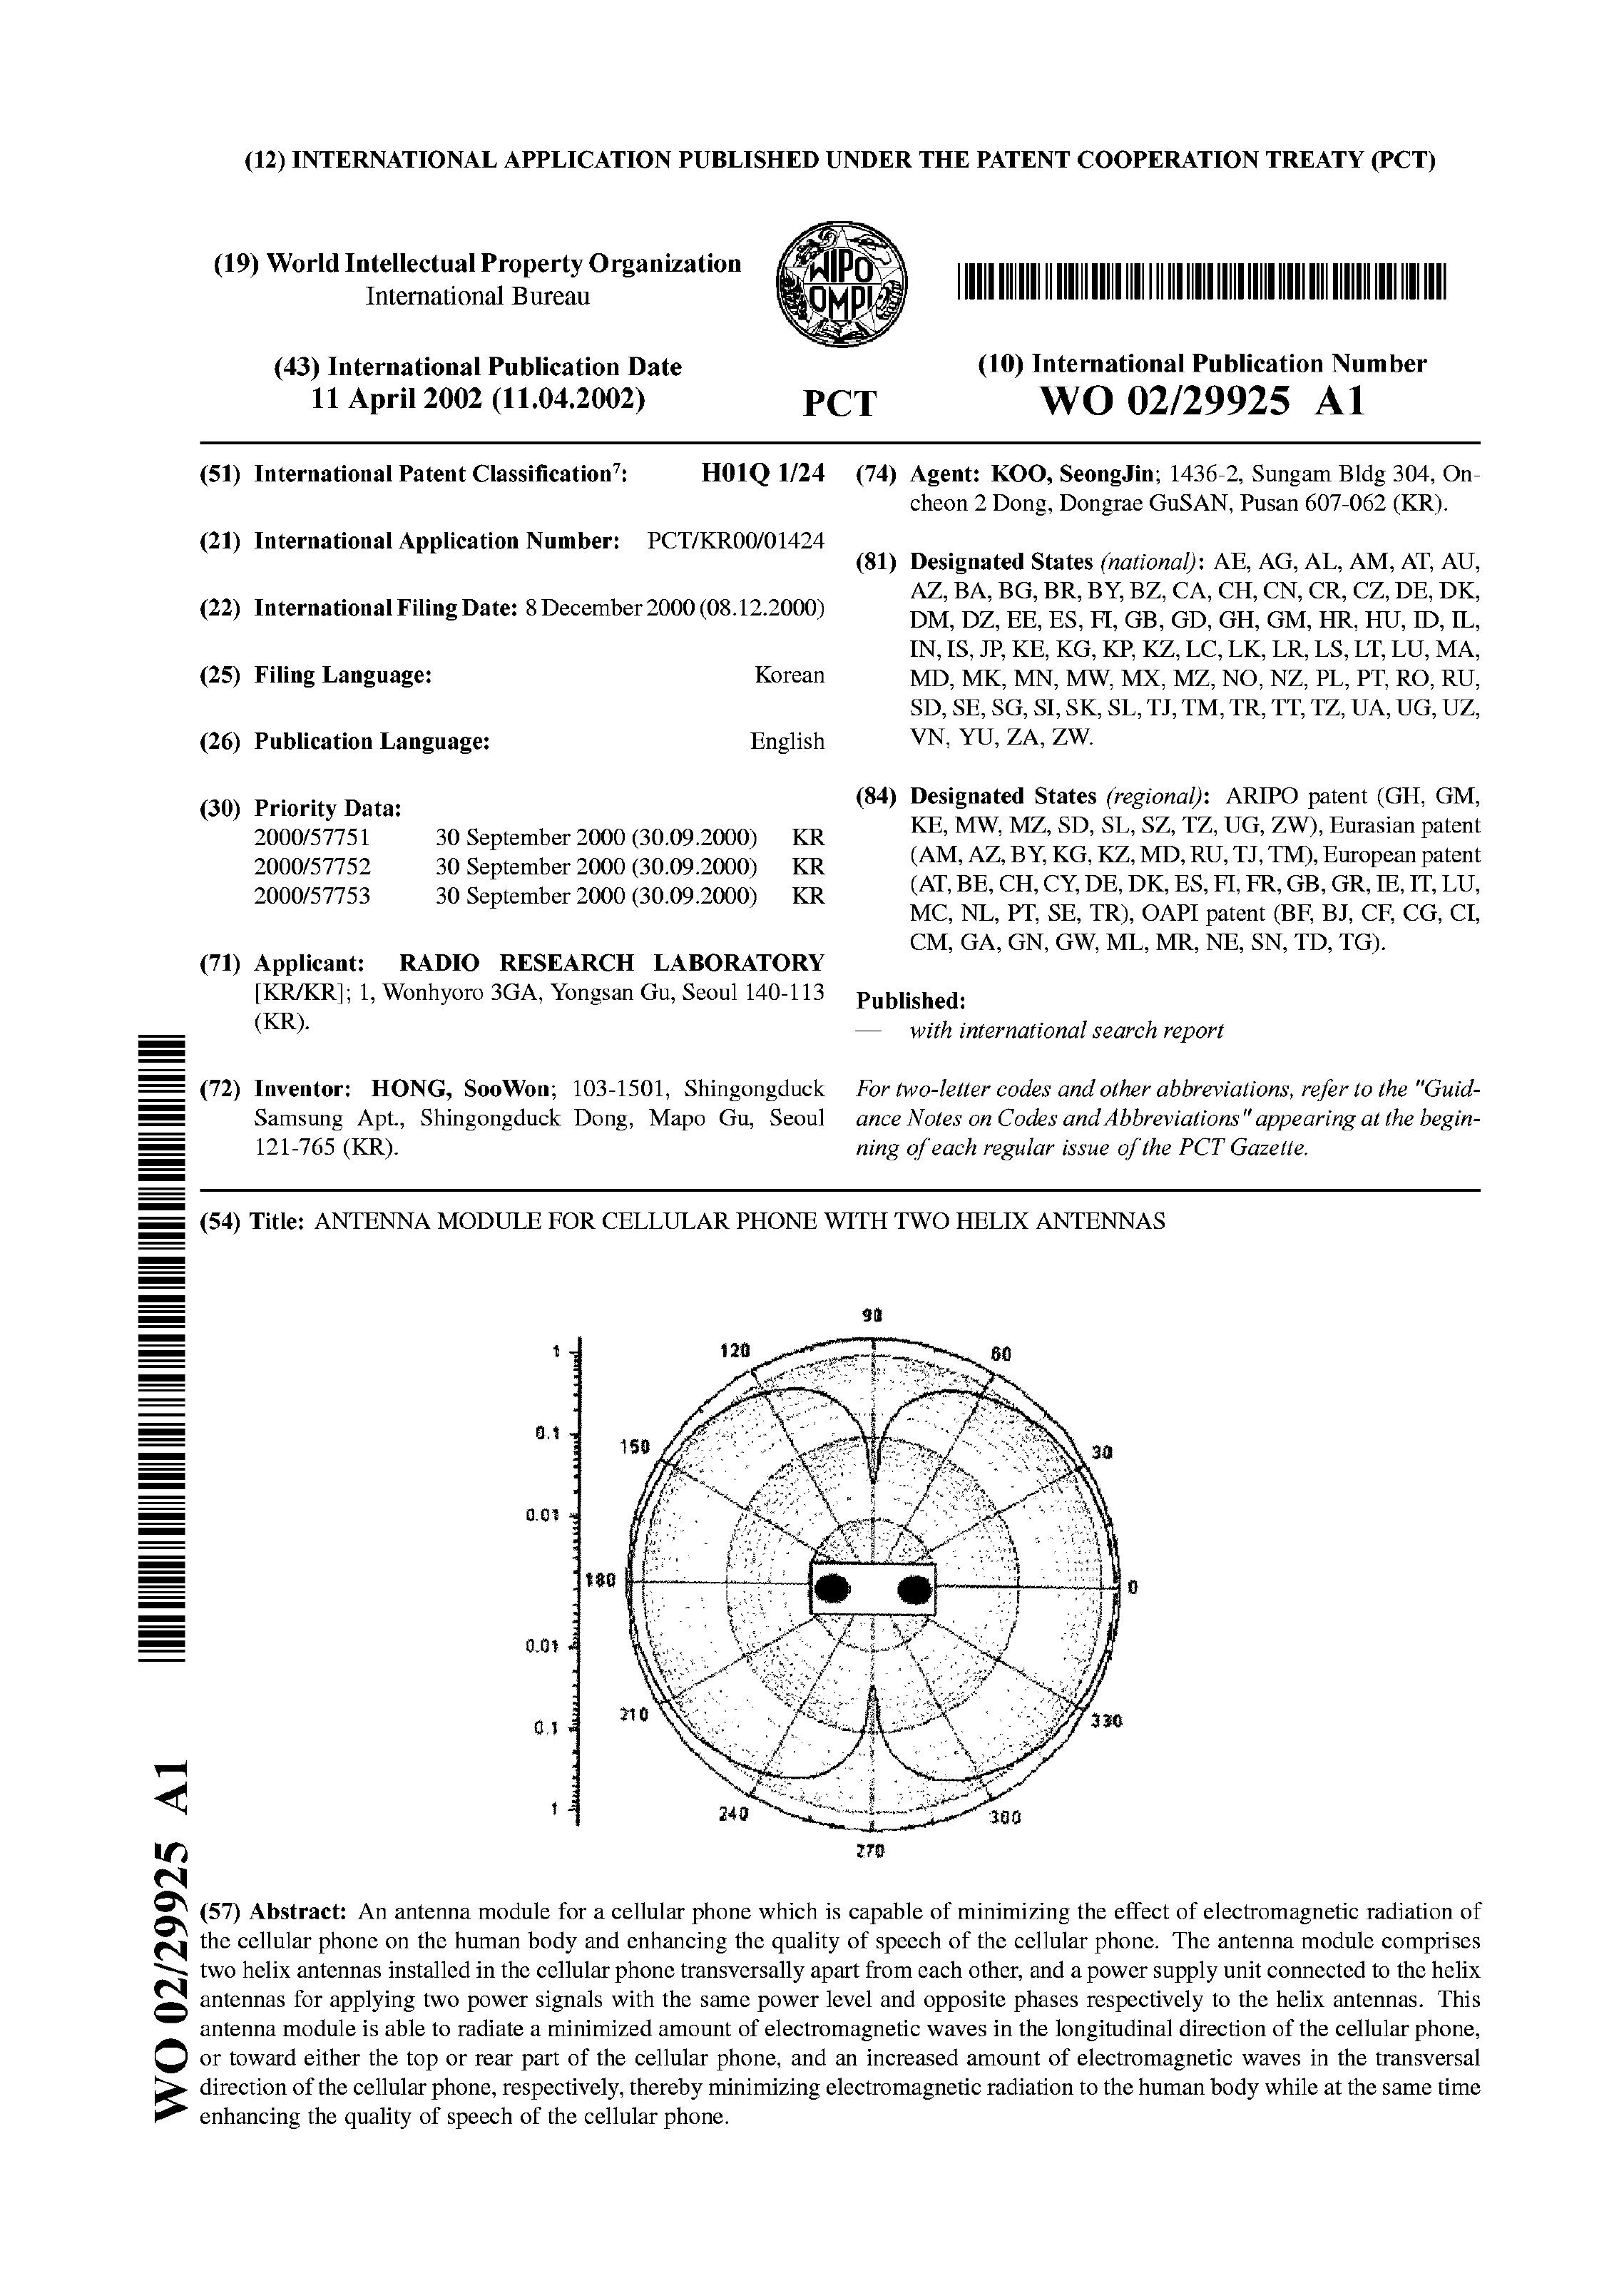 (12) INTERNATIONAL APPLICATION PUBLISHED UNDER THE PATENT COOPERATION TREATY (PCT)
(19) World Intellectual Property Organization
International Bureau
WIPO
OMPI
(43) International Publication Date
11 April 2002 (11.04.2002)
PCT
(10) International Publication Number
WO 02/29925 A1
(51) International Patent Classification7: H01Q 1/24
(21) International Application Number: PCT/KR00/01424
(22) International Filing Date: 8 December 2000 (08.12.2000)
(25) Filing Language: Korean
(26) Publication Language: English
(30) Priority Data:
2000/57751 30 September 2000 (30.09.2000) KR
2000/57752 30 September 2000 (30.09.2000) KR
2000/57753 30 September 2000 (30.09.2000) KR
(71) Applicant: RADIO RESEARCH LABORATORY
[KR/KR]; 1, Wonhyoro 3GA, Yongsan Gu, Seoul 140-113
(KR).
(72) Inventor: HONG, SooWon; 103-1501, Shingongduck
Samsung Apt., Shingongduck Dong, Mapo Gu, Seoul
121-765 (KR).
(74) Agent: KOO, SeongJin; 1436-2, Sungam Bldg 304, On-
cheon 2 Dong, Dongrae GuSAN, Pusan 607-062 (KR).
(81) Designated States (national): AE, AG, AL, AM, AT, AU,
AZ, BA, BG, BR, BY, BZ, CA, CH, CN, CR, CZ, DE, DK,
DM, DZ, EE, ES, FI, GB, GD, GH, GM, HR, HU, ID, IL,
IN, IS, JP, KE, KG, KP, KZ, LC, LK, LR, LS, LT, LU, MA,
MD, MK, MN, MW, MX, MZ, NO, NZ, PL, PT, RO, RU,
SD, SE, SG, SI, SK, SL, TJ, TM, TR, TT, TZ, UA, UG, UZ,
VN, YU, ZA, ZW.
(84) Designated States (regional): ARIPO patent (GH, GM,
KE, MW, MZ, SD, SL, SZ, TZ, UG, ZW), Eurasian patent
(AM, AZ, BY, KG, KZ, MD, RU, TJ, TM), European patent
(AT, BE, CH, CY, DE, DK, ES, FI, FR, GB, GR, IE, IT, LU,
MC, NL, PT, SE, TR), OAPI patent (BF, BJ, CF, CG, CI,
CM, GA, GN, GW, ML, MR, NE, SN, TD, TG).
Published:
— with international search report
For two-letter codes and other abbreviations, refer to the "Guid-
ance Notes on Codes and Abbreviations" appearing at the begin-
ning of each regular issue of the PCT Gazette.
(54) Title: ANTENNA MODULE FOR CELLULAR PHONE WITH TWO HELIX ANTENNAS
90
1
120
60
0.1
150
30
0.01
180
0
0.01
210
330
0.1
1
240
300
270
(57) Abstract: An antenna module for a cellular phone which is capable of minimizing the effect of electromagnetic radiation of
the cellular phone on the human body and enhancing the quality of speech of the cellular phone. The antenna module comprises
two helix antennas installed in the cellular phone transversally apart from each other, and a power supply unit connected to the helix
antennas for applying two power signals with the same power level and opposite phases respectively to the helix antennas. This
antenna module is able to radiate a minimized amount of electromagnetic waves in the longitudinal direction of the cellular phone,
or toward either the top or rear part of the cellular phone, and an increased amount of electromagnetic waves in the transversal
direction of the cellular phone, respectively, thereby minimizing electromagnetic radiation to the human body while at the same time
enhancing the quality of speech of the cellular phone.
WO 02/29925 A1